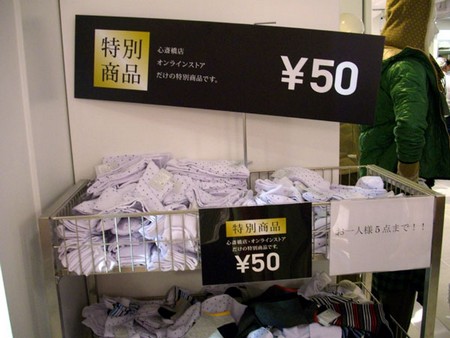 特別
商品
心斎橋店
オンラインストア
だけの特別商品です。
¥50
特別商品
心斎橋店・オンラインストア
だけの特別商品です。
¥50
お一人様5点まで!!